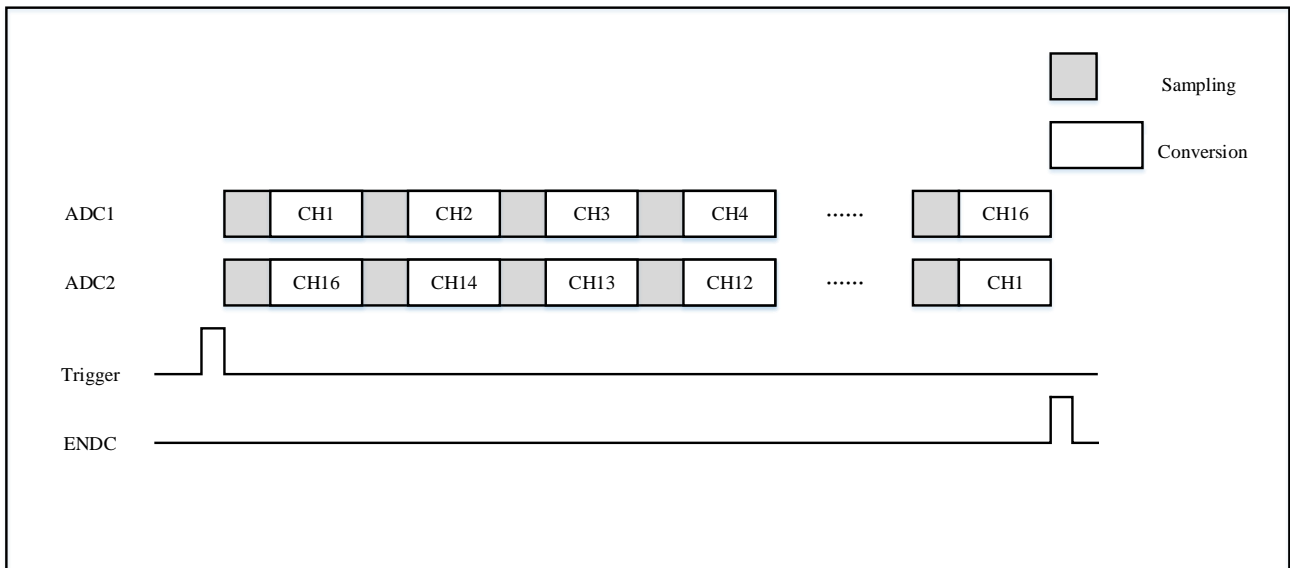 Sampling
Conversion
ADC1 CH1 CH2 CH3 CH4 ...... CH16
ADC2 CH16 CH14 CH13 CH12 ...... CH1
Trigger
ENDC